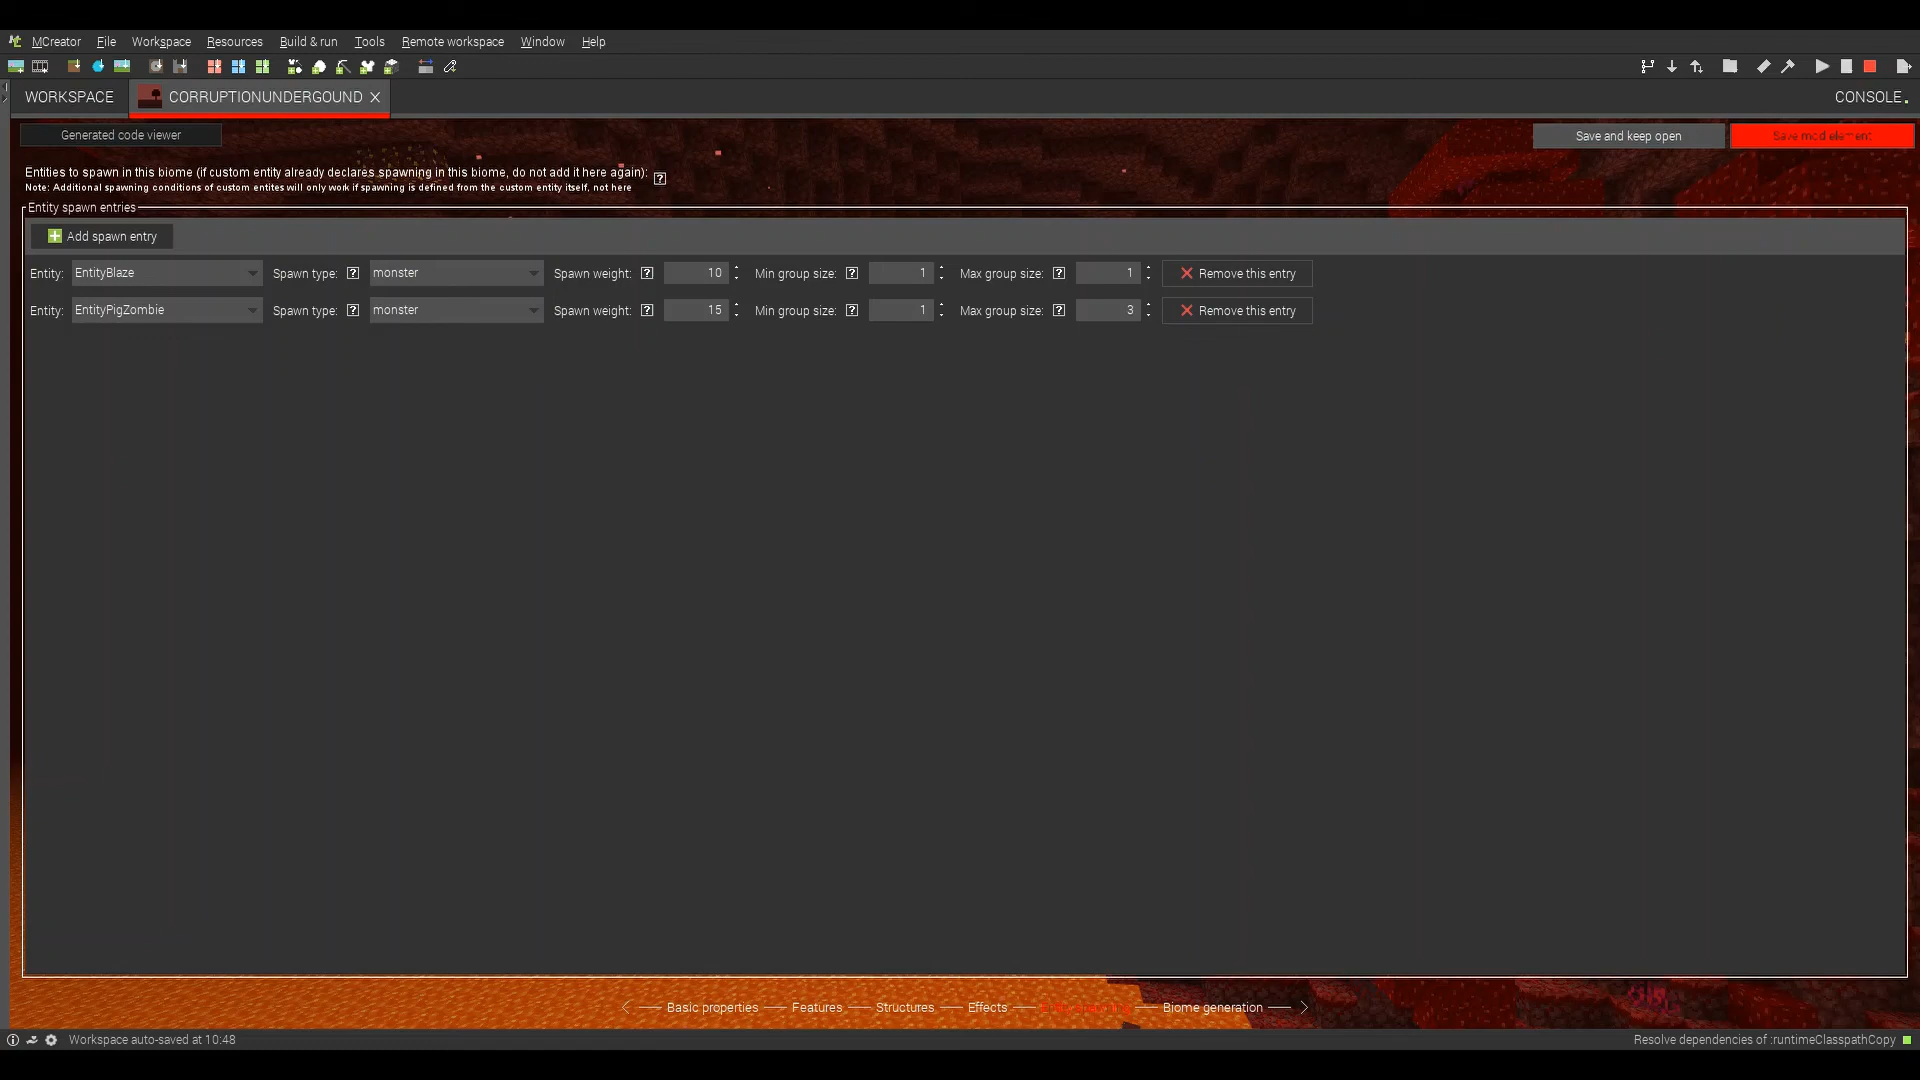 MCreator File Workspace Resources Build & run Tools Remote workspace Window Help
WORKSPACE CORRUPTIONUNDERGOUND CONSOLE
Generated code viewer Save and keep open Save mod element
Entities to spawn in this biome (if custom entity already declares spawning in this biome, do not add it here again):
Note: Additional spawning conditions of custom entites will only work if spawning is defined from the custom entity itself, not here
Entity spawn entries
Add spawn entry
Entity: EntityBlaze Spawn type: ? monster Spawn weight: ? 10 Min group size: ? 1 Max group size: ? 1 Remove this entry
Entity: EntityPigZombie Spawn type: ? monster Spawn weight: ? 15 Min group size: ? 1 Max group size: ? 3 Remove this entry
Basic properties Features Structures Effects Biome generation
Workspace auto-saved at 10:48 Resolve dependencies of :runtimeClasspathCopy